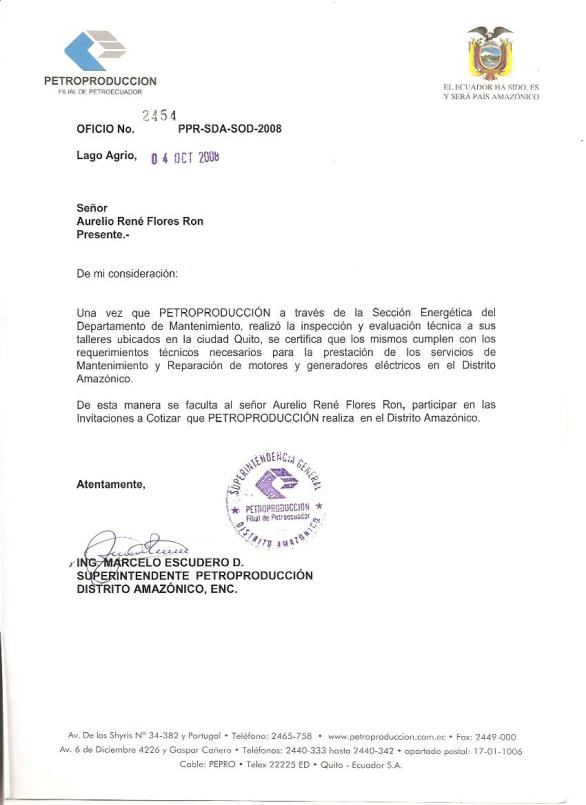 PETROPRODUCCION
FILIAL DE PETROECUADOR
EL ECUADOR HA SIDO, ES
Y SERÁ PAÍS AMAZÓNICO
OFICIO No. 2454 PPR-SDA-SOD-2008
Lago Agrio, 04 OCT 2008
Señor
Aurelio René Flores Ron
Presente.-
De mi consideración:
Una vez que PETROPRODUCCIÓN a través de la Sección Energética del
Departamento de Mantenimiento, realizó la inspección y evaluación técnica a sus
talleres ubicados en la ciudad Quito, se certifica que los mismos cumplen con los
requerimientos técnicos necesarios para la prestación de los servicios de
Mantenimiento y Reparación de motores y generadores eléctricos en el Distrito
Amazónico.
De esta manera se faculta al señor Aurelio René Flores Ron, participar en las
Invitaciones a Cotizar que PETROPRODUCCIÓN realiza en el Distrito Amazónico.
Atentamente,
SUPERINTENDENCIA GENERAL
PETROPRODUCCION
Filial de Petroecuador
DISTRITO AMAZONICO
ING. MARCELO ESCUDERO D.
SUPERINTENDENTE PETROPRODUCCIÓN
DISTRITO AMAZÓNICO, ENC.
Av. De los Shyris Nº 34-382 y Portugal • Teléfono: 2465-758 • www.petroproduccion.com.ec • Fax: 2449-000
Av. 6 de Diciembre 4226 y Gaspar Cañero • Teléfonos: 2440-333 hasta 2440-342 • apartado postal: 17-01-1006
Cable: PEPRO • Telex 22225 ED • Quito - Ecuador S.A.